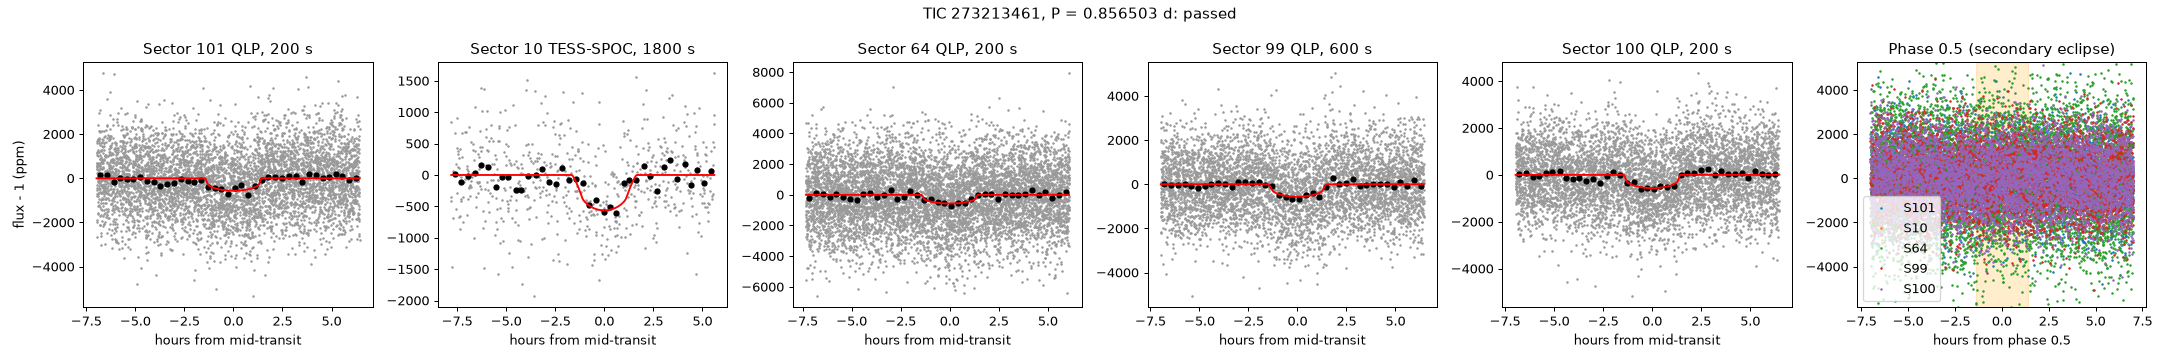 TIC 273213461, P = 0.856503 d: passed
Sector 101 QLP, 200 s
flux - 1 (ppm)
4000
2000
0
−2000
−4000
−7.5 −5.0 −2.5 0.0 2.5 5.0
hours from mid-transit
Sector 10 TESS-SPOC, 1800 s
1500
1000
500
0
−500
−1000
−1500
−2000
−7.5 −5.0 −2.5 0.0 2.5 5.0
hours from mid-transit
Sector 64 QLP, 200 s
8000
6000
4000
2000
0
−2000
−4000
−6000
−7.5 −5.0 −2.5 0.0 2.5 5.0
hours from mid-transit
Sector 99 QLP, 600 s
4000
2000
0
−2000
−4000
−7.5 −5.0 −2.5 0.0 2.5 5.0
hours from mid-transit
Sector 100 QLP, 200 s
4000
2000
0
−2000
−4000
−7.5 −5.0 −2.5 0.0 2.5 5.0
hours from mid-transit
Phase 0.5 (secondary eclipse)
4000
2000
0
−2000
−4000
S101
S10
S64
S99
S100
−7.5 −5.0 −2.5 0.0 2.5 5.0 7.5
hours from phase 0.5